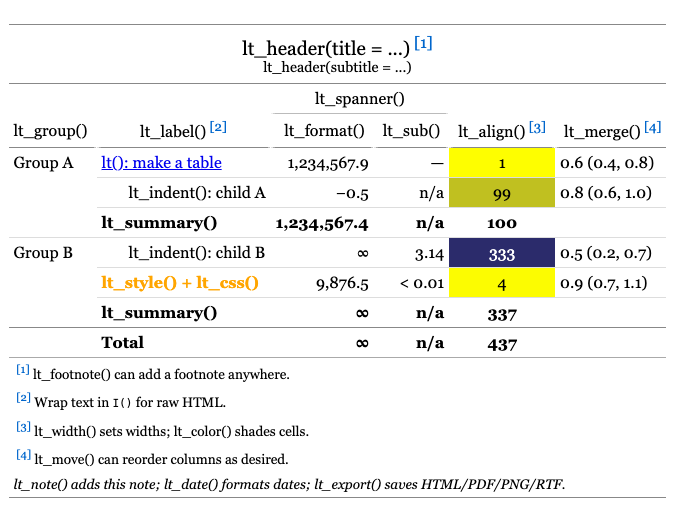 lt_header(title = ...) [1]
lt_header(subtitle = ...)
lt_spanner()
lt_group() lt_label() [2] lt_format() lt_sub() lt_align() [3] lt_merge() [4]
Group A lt(): make a table 1,234,567.9 — 1 0.6 (0.4, 0.8)
lt_indent(): child A −0.5 n/a 99 0.8 (0.6, 1.0)
lt_summary() 1,234,567.4 n/a 100
Group B lt_indent(): child B ∞ 3.14 333 0.5 (0.2, 0.7)
lt_style() + lt_css() 9,876.5 < 0.01 4 0.9 (0.7, 1.1)
lt_summary() ∞ n/a 337
Total ∞ n/a 437
[1] lt_footnote() can add a footnote anywhere.
[2] Wrap text in I() for raw HTML.
[3] lt_width() sets widths; lt_color() shades cells.
[4] lt_move() can reorder columns as desired.
lt_note() adds this note; lt_date() formats dates; lt_export() saves HTML/PDF/PNG/RTF.